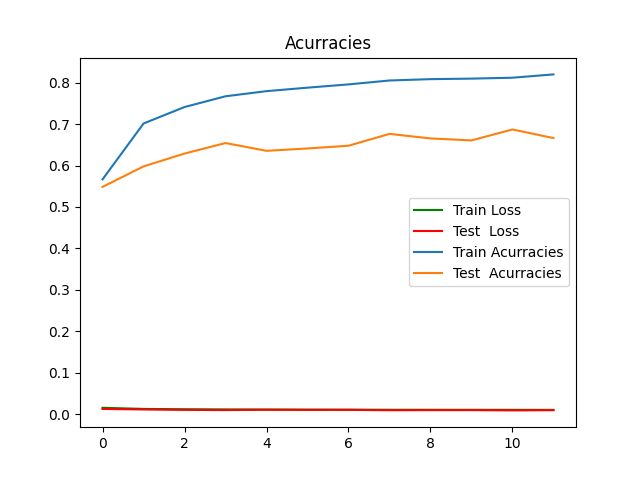 Acurracies
0.8
0.7
0.6
0.5
0.4
0.3
0.2
0.1
0.0
Train Loss
Test  Loss
Train Acurracies
Test  Acurracies
0 2 4 6 8 10